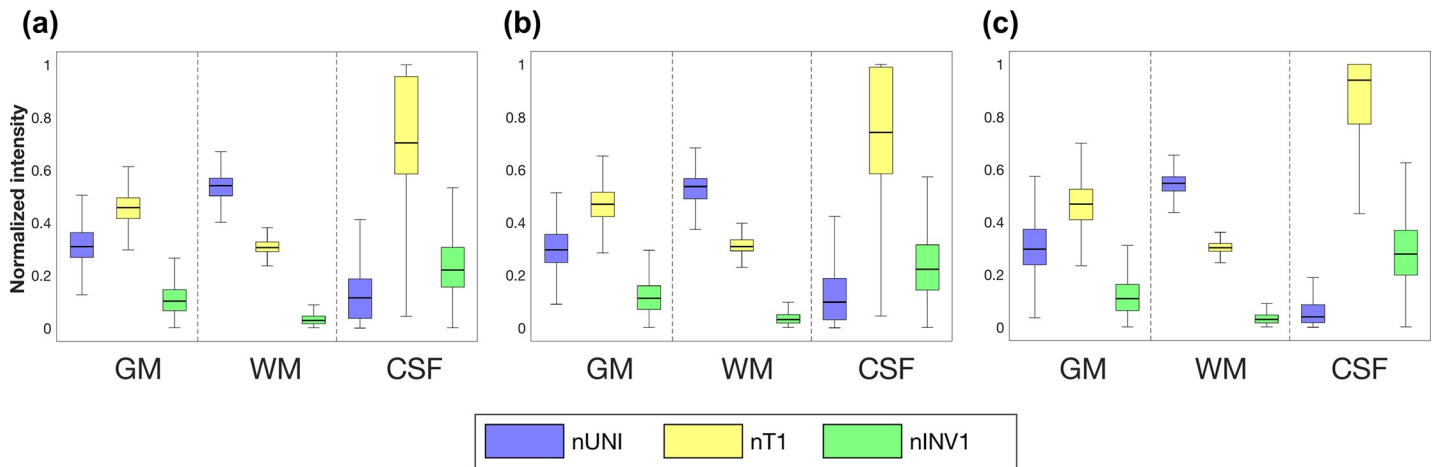 (a) (b) (c)
Normalized intensity
1 1 1
0.8 0.8 0.8
0.6 0.6 0.6
0.4 0.4 0.4
0.2 0.2 0.2
0 0 0
GM WM CSF GM WM CSF GM WM CSF
nUNI nT1 nINV1